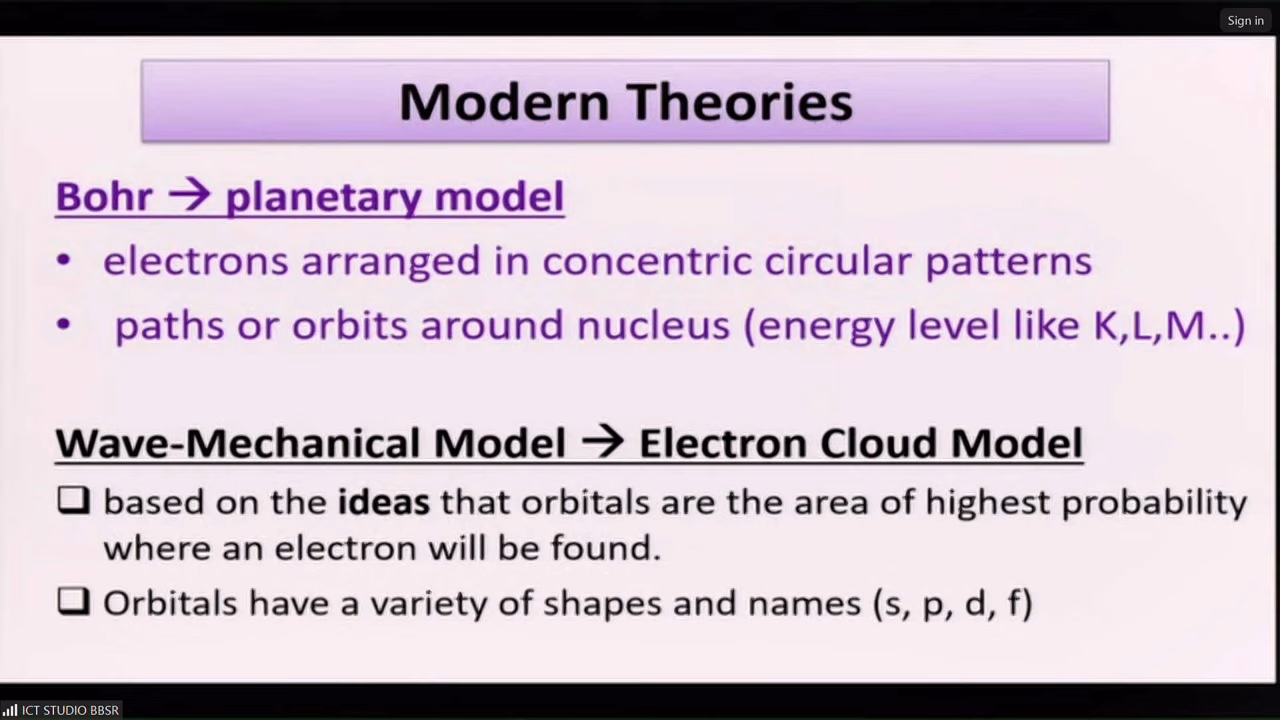 Sign in
Modern Theories
Bohr → planetary model
• electrons arranged in concentric circular patterns
• paths or orbits around nucleus (energy level like K,L,M..)
Wave-Mechanical Model → Electron Cloud Model
❑ based on the ideas that orbitals are the area of highest probability
where an electron will be found.
❑ Orbitals have a variety of shapes and names (s, p, d, f)
ICT STUDIO BBSR